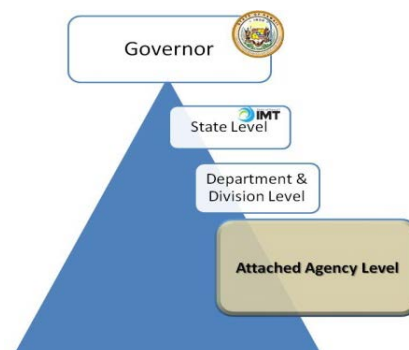 Governor
IMT
State Level
Department &
Division Level
Attached Agency Level